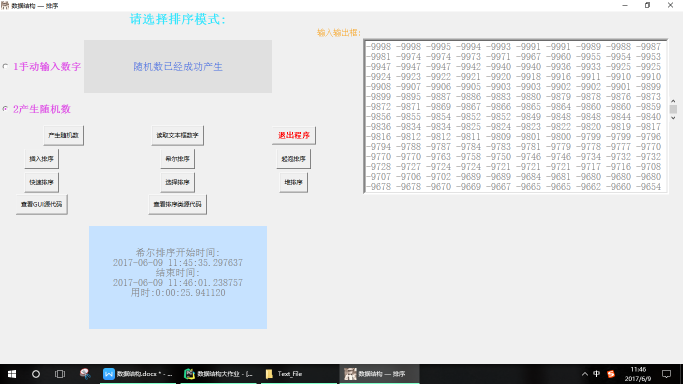 数据结构 — 排序
请选择排序模式:
输入输出框:
1手动输入数字
随机数已经成功产生
2产生随机数
-9998 -9998 -9995 -9994 -9993 -9991 -9991 -9989 -9988 -9987
-9981 -9974 -9974 -9973 -9969 -9968 -9960 -9955 -9954 -9953
-9947 -9947 -9944 -9942 -9940 -9940 -9936 -9933 -9925 -9925
-9924 -9923 -9922 -9921 -9920 -9918 -9916 -9911 -9910 -9910
-9908 -9907 -9906 -9905 -9903 -9903 -9902 -9902 -9901 -9899
-9899 -9895 -9887 -9886 -9883 -9880 -9879 -9878 -9876 -9873
-9872 -9871 -9869 -9867 -9866 -9865 -9864 -9860 -9860 -9859
-9856 -9855 -9854 -9852 -9852 -9852 -9849 -9845 -9840 -9837
-9836 -9834 -9834 -9825 -9824 -9823 -9822 -9820 -9819 -9817
-9816 -9812 -9812 -9811 -9809 -9801 -9800 -9799 -9799 -9796
-9794 -9788 -9787 -9784 -9783 -9781 -9779 -9778 -9777 -9770
-9770 -9770 -9763 -9758 -9750 -9746 -9746 -9734 -9732 -9732
-9728 -9727 -9727 -9724 -9721 -9721 -9721 -9717 -9716 -9708
-9707 -9706 -9702 -9689 -9689 -9684 -9681 -9680 -9680 -9680
-9678 -9678 -9670 -9669 -9667 -9665 -9665 -9662 -9660 -9654
产生随机数 读取文本框数字 退出程序
插入排序 希尔排序 起泡排序
快速排序 选择排序 堆排序
查看GUI源代码 查看排序类源代码
希尔排序开始时间:
2017-06-09 11:45:35.297637
结束时间:
2017-06-09 11:46:01.238757
用时:0:00:25.941120
数据结构.docx * - ... 数据结构大作业 - [... Text_File 数据结构 — 排序 中 11:46
2017/6/9